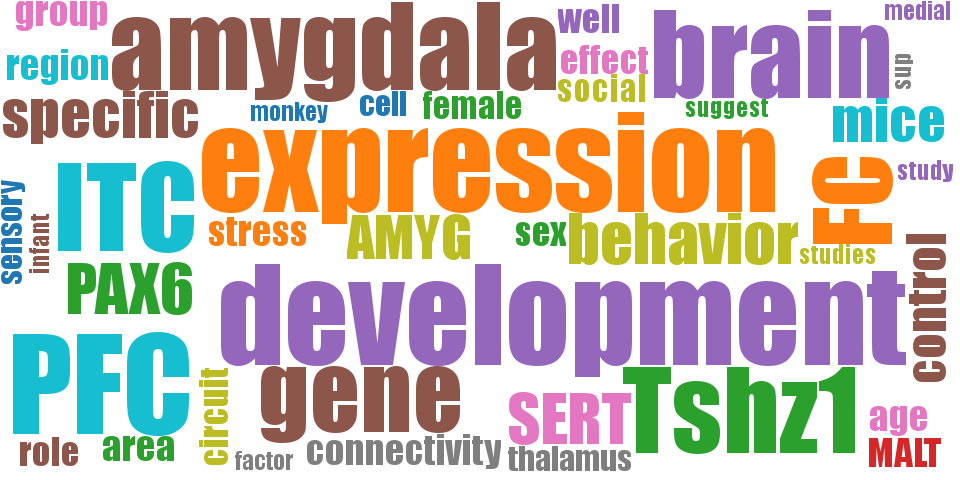 group
amygdala
well
brain
medial
region
effect
sup
specific
monkey
cell
female
social
suggest
mice
expression
FC
study
ITC
sensory
infant
stress
AMYG
sex
behavior
studies
control
PAX6
development
PFC
circuit
gene
SERT
Tshz1
age
role
area
factor
connectivity
thalamus
MALT